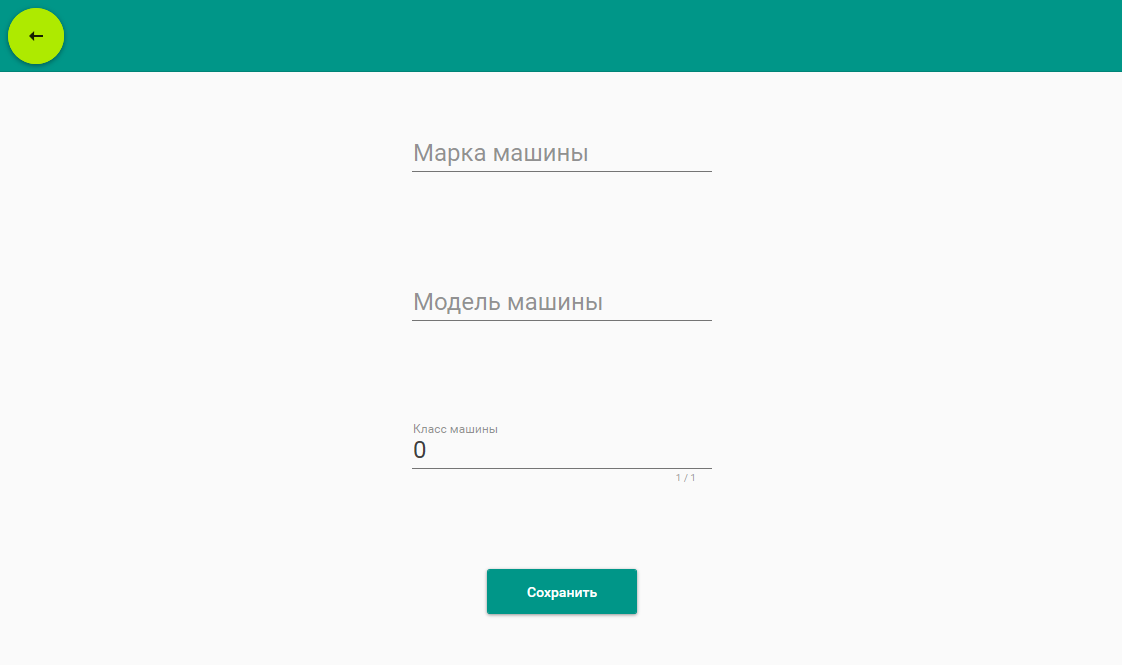 Марка машины
Модель машины
Класс машины
0
1 / 1
Сохранить